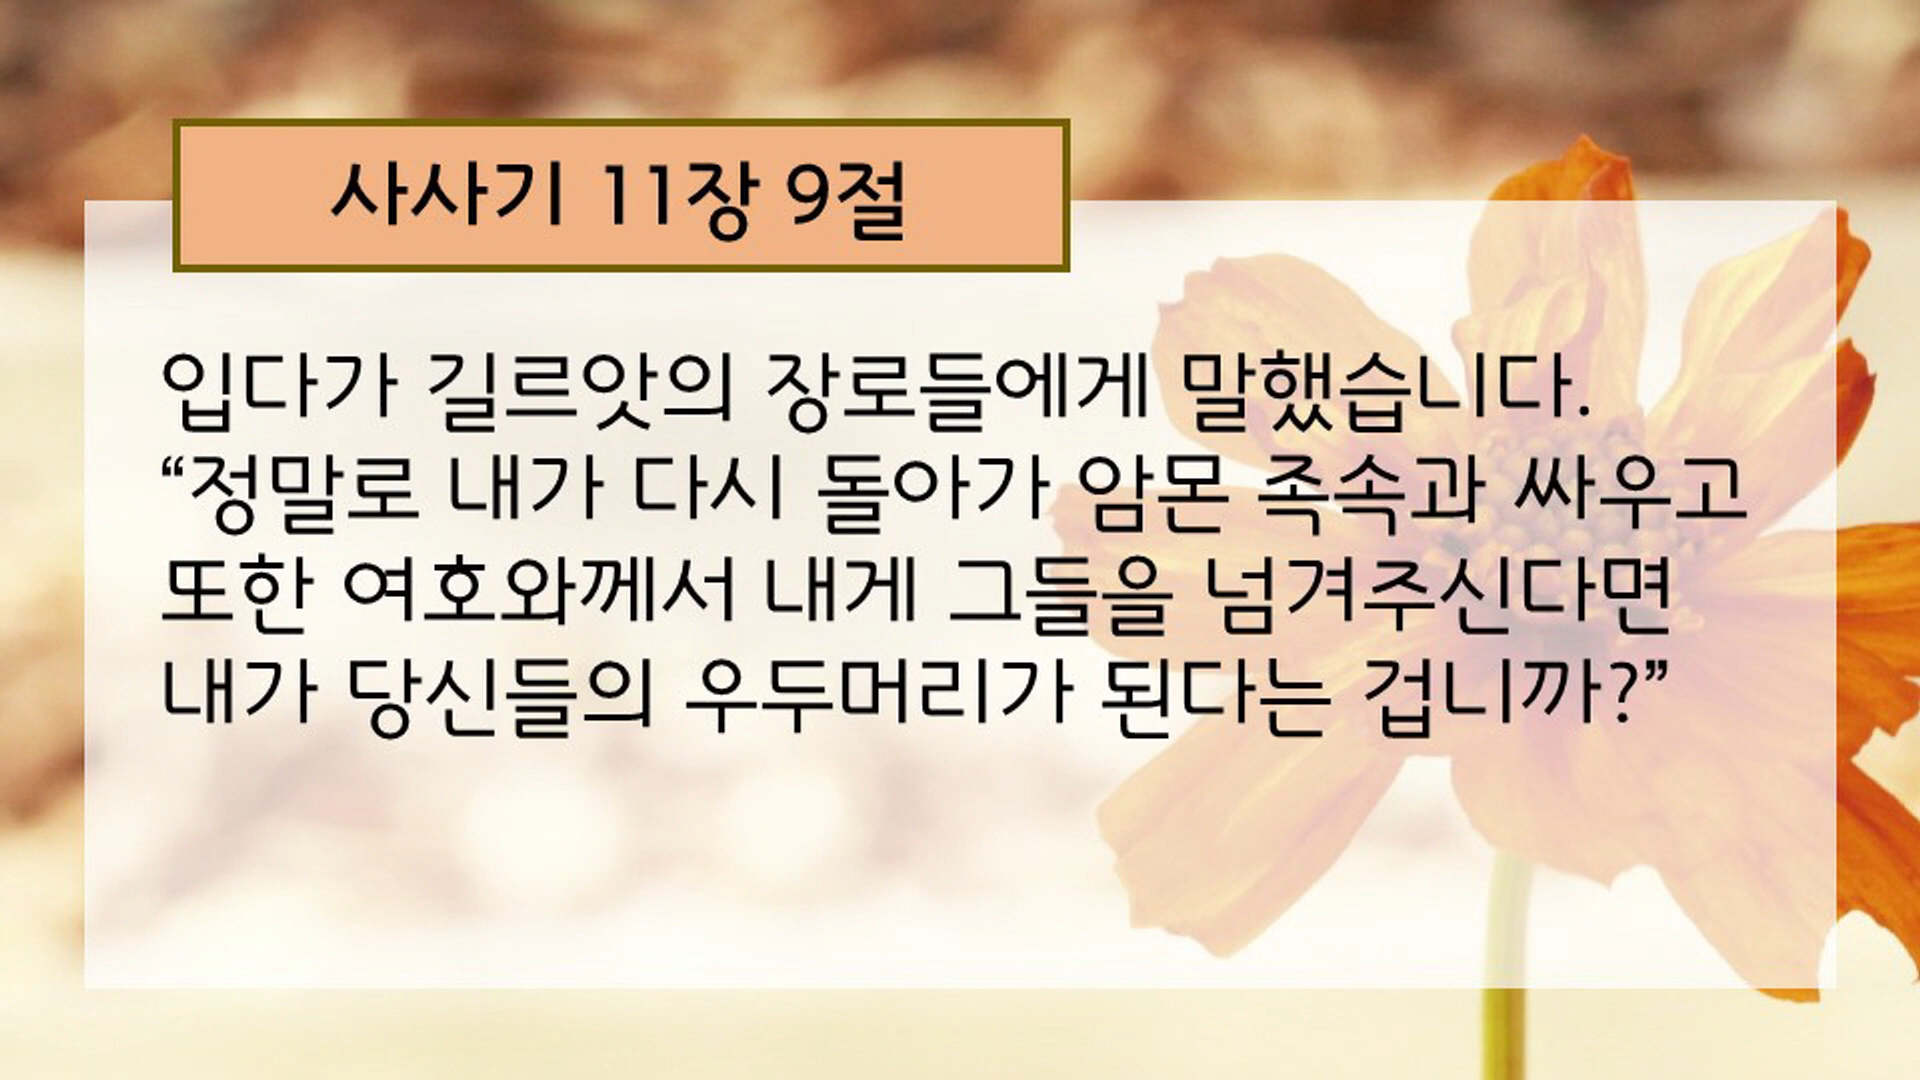 사사기 11장 9절
입다가 길르앗의 장로들에게 말했습니다.
“정말로 내가 다시 돌아가 암몬 족속과 싸우고
또한 여호와께서 내게 그들을 넘겨주신다면
내가 당신들의 우두머리가 된다는 겁니까?”